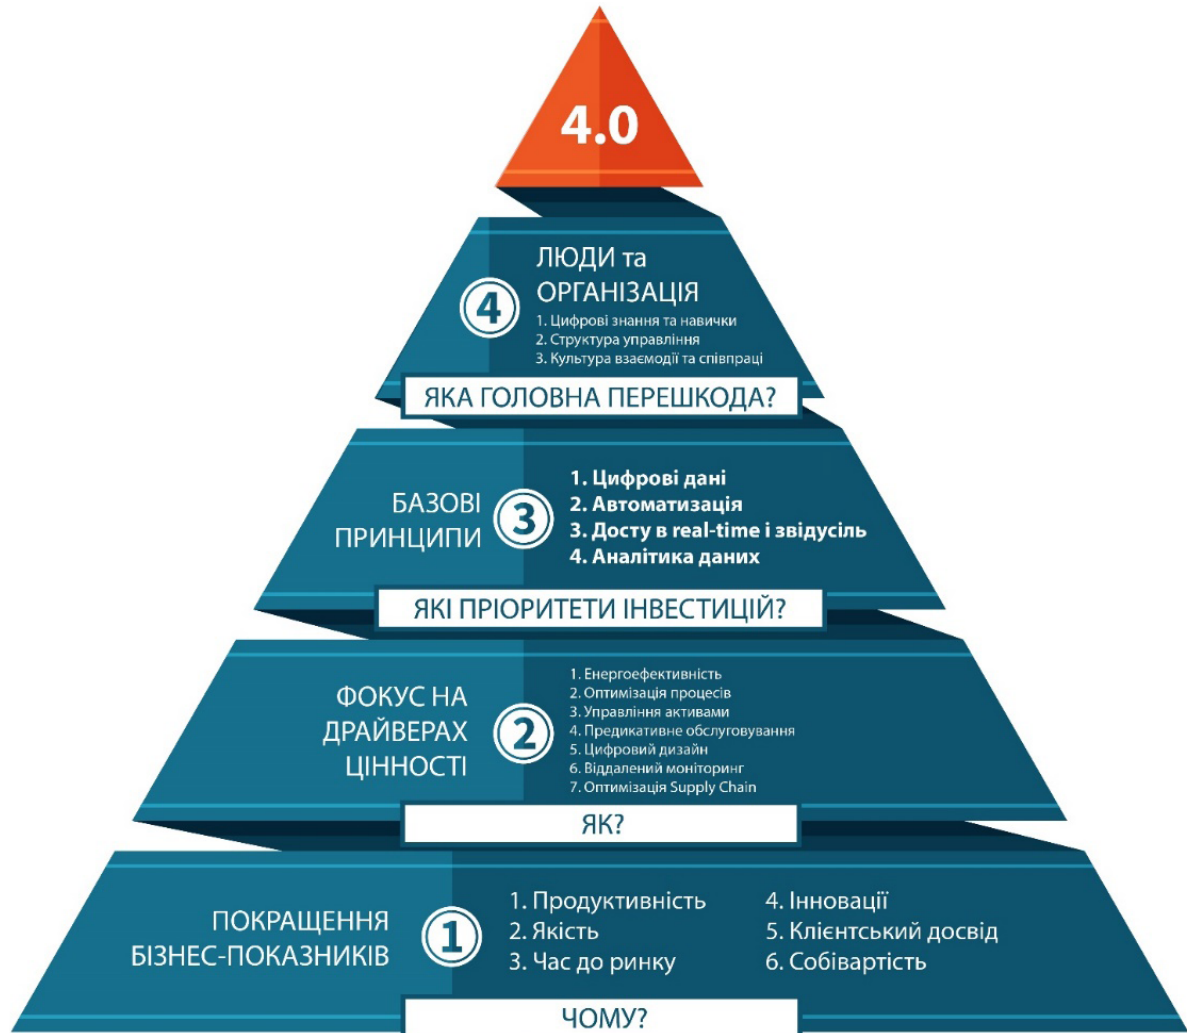 4.0
4
ЛЮДИ та
ОРГАНІЗАЦІЯ
1. Цифрові знання та навички
2. Структура управління
3. Культура взаємодії та співпраці
ЯКА ГОЛОВНА ПЕРЕШКОДА?
БАЗОВІ
ПРИНЦИПИ
3
1. Цифрові дані
2. Автоматизація
3. Досту в real-time і звідусіль
4. Аналітика даних
ЯКІ ПРІОРИТЕТИ ІНВЕСТИЦІЙ?
ФОКУС НА
ДРАЙВЕРАХ
ЦІННОСТІ
2
1. Енергоефективність
2. Оптимізація процесів
3. Управління активами
4. Предикативне обслуговування
5. Цифровий дизайн
6. Віддалений моніторинг
7. Оптимізація Supply Chain
ЯК?
ПОКРАЩЕННЯ
БІЗНЕС-ПОКАЗНИКІВ
1
1. Продуктивність
2. Якість
3. Час до ринку
4. Інновації
5. Клієнтський досвід
6. Собівартість
ЧОМУ?